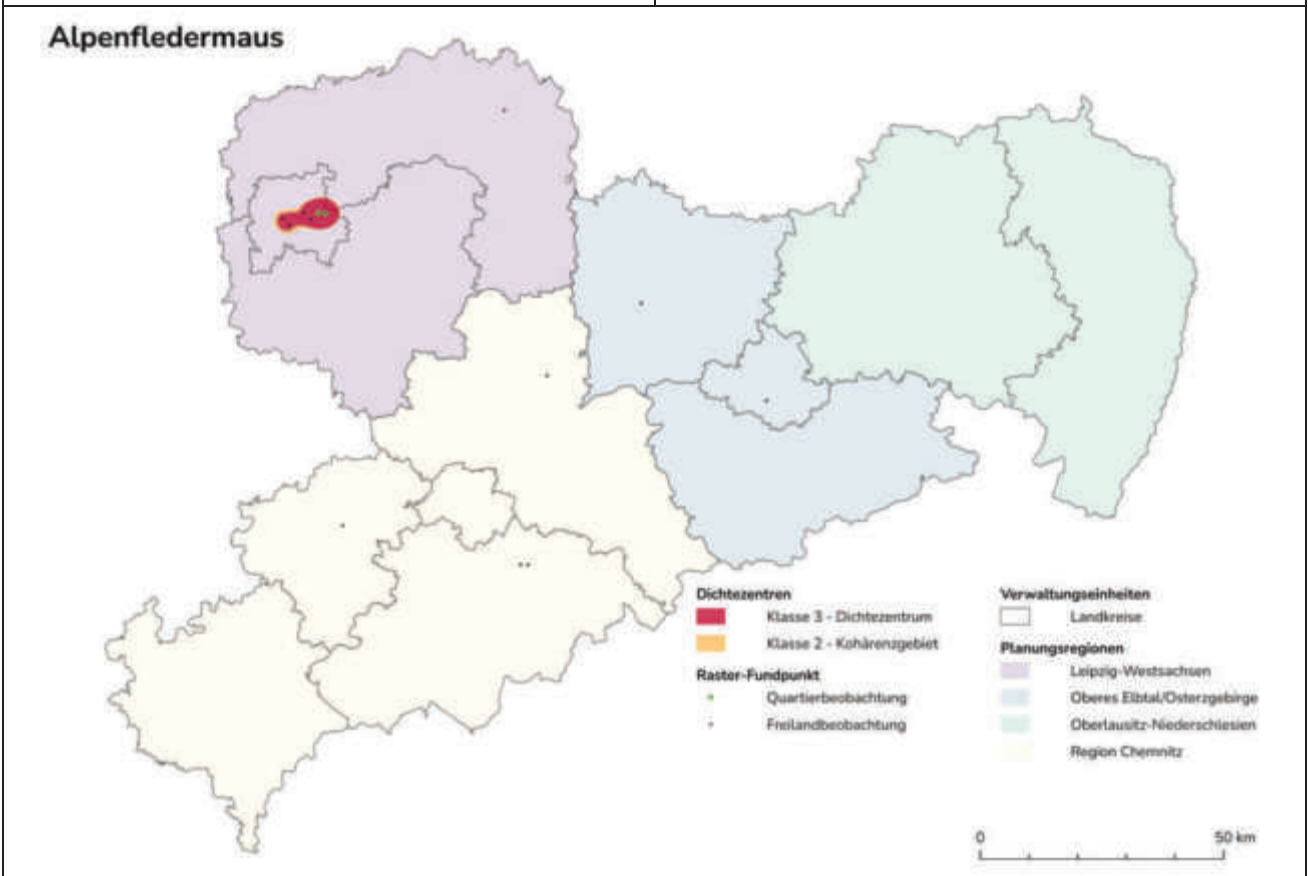 Alpenfledermaus
Dichtezentren
Klasse 3 - Dichtezentrum
Klasse 2 - Kohärenzgebiet
Raster-Fundpunkt
Quartierbeobachtung
Freilandbeobachtung
Verwaltungseinheiten
Landkreise
Planungsregionen
Leipzig-Westsachsen
Oberes Elbtal/Osterzgebirge
Oberlausitz-Niederschlesien
Region Chemnitz
0 50 km